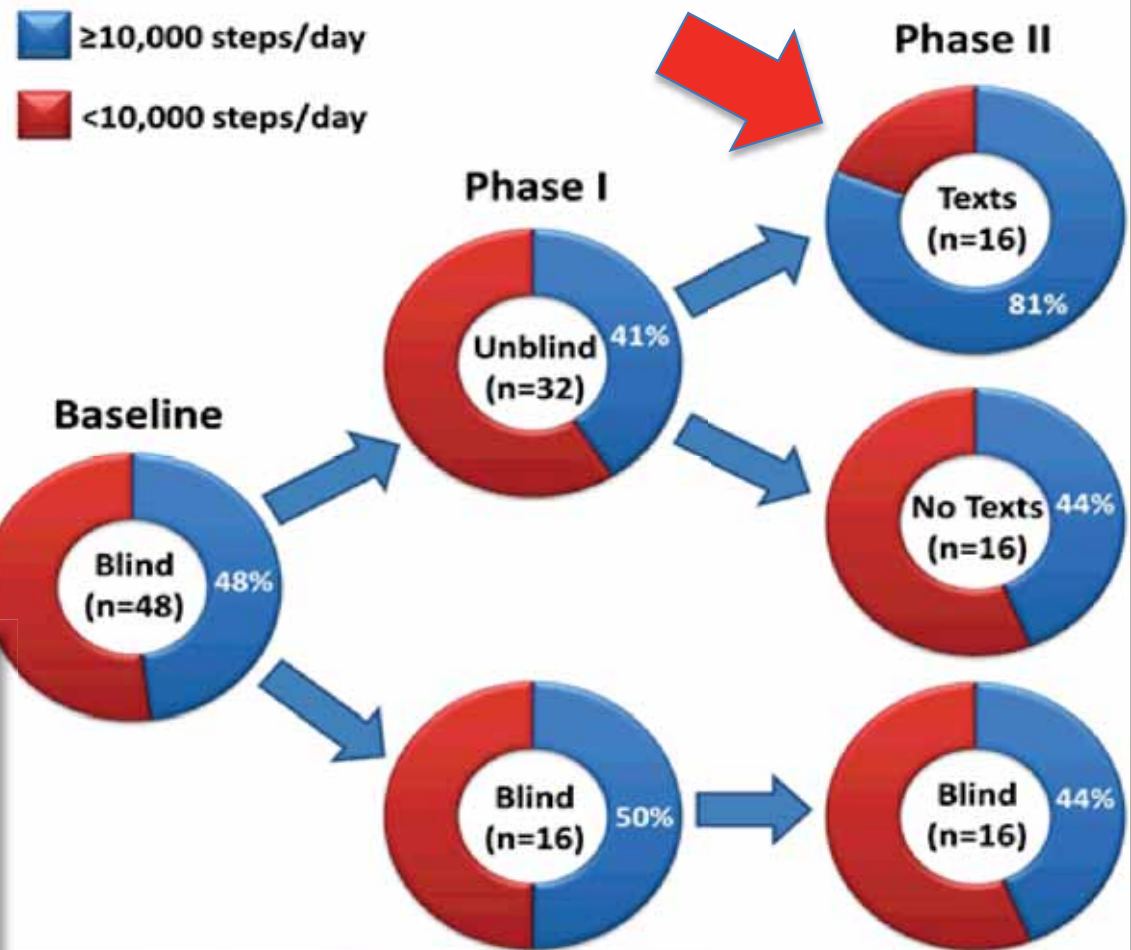 ≥10,000 steps/day
<10,000 steps/day
Phase II
Texts
(n=16)
81%
Phase I
Unblind
(n=32)
41%
No Texts
(n=16)
44%
Baseline
Blind
(n=48)
48%
Blind
(n=16)
50%
Blind
(n=16)
44%